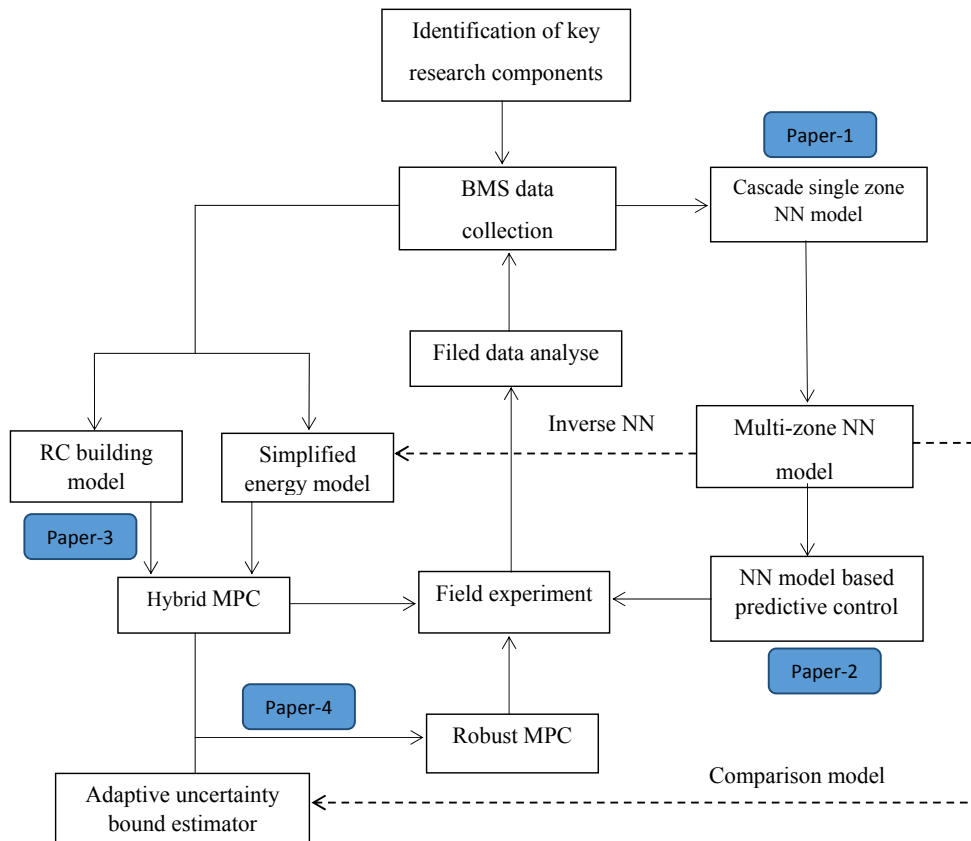 Identification of key
research components
Paper-1
BMS data
collection
Cascade single zone
NN model
Filed data analyse
Inverse NN
Multi-zone NN
model
RC building
model
Simplified
energy model
Paper-3
Hybrid MPC
Field experiment
NN model based
predictive control
Paper-2
Paper-4
Robust MPC
Comparison model
Adaptive uncertainty
bound estimator